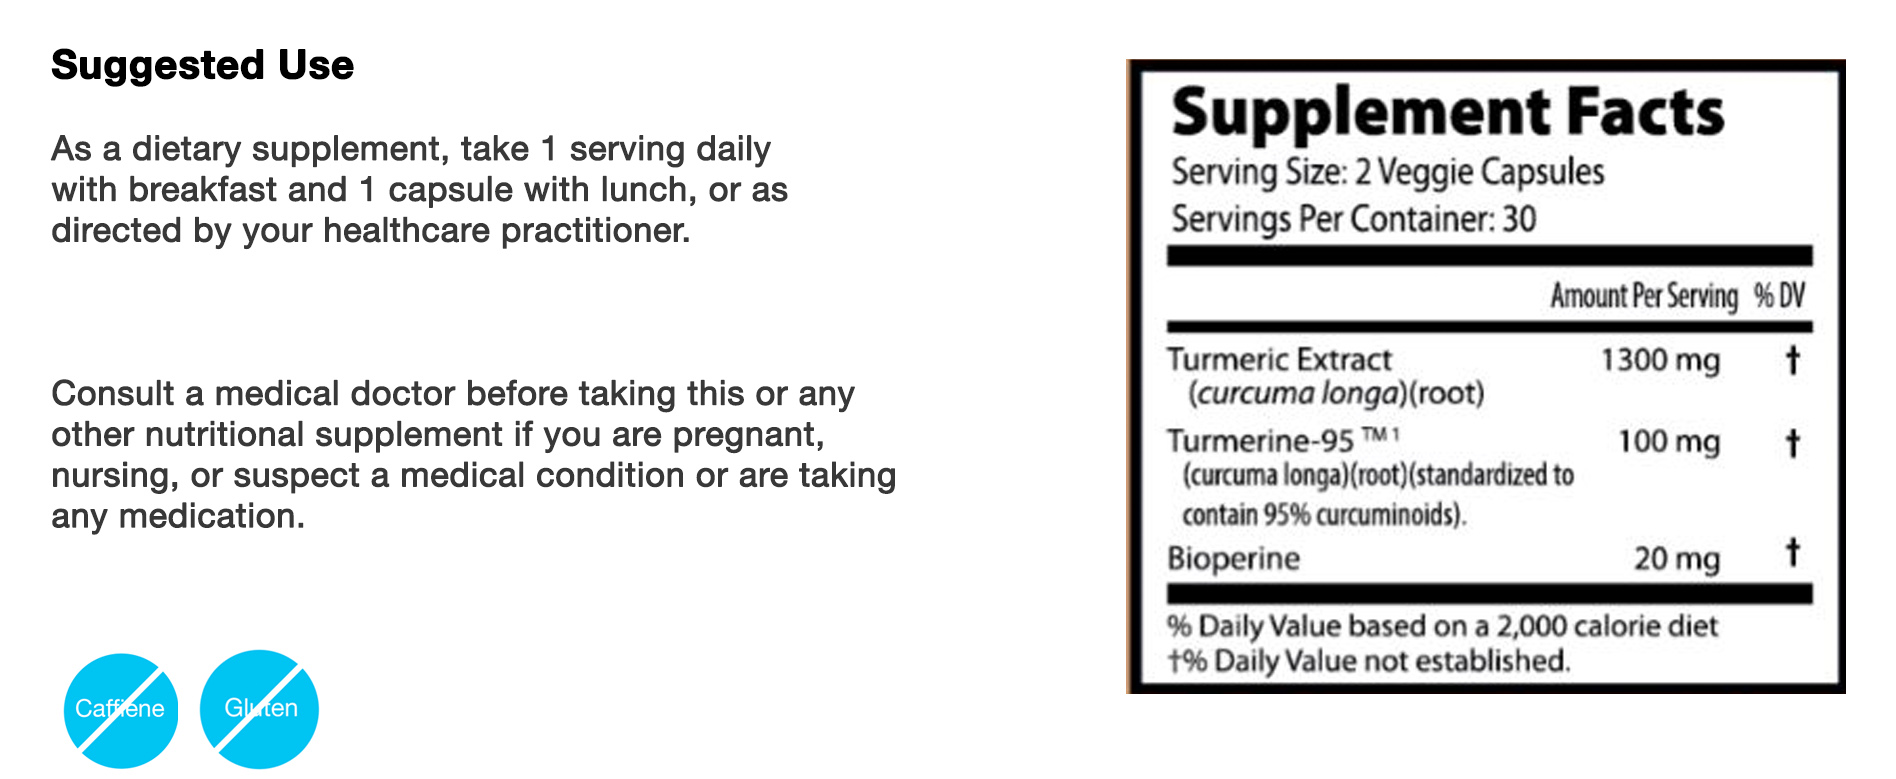 Suggested Use
As a dietary supplement, take 1 serving daily
with breakfast and 1 capsule with lunch, or as
directed by your healthcare practitioner.
Consult a medical doctor before taking this or any
other nutritional supplement if you are pregnant,
nursing, or suspect a medical condition or are taking
any medication.
Caffiene
Gluten
Supplement Facts
Serving Size: 2 Veggie Capsules
Servings Per Container: 30
Amount Per Serving % DV
Turmeric Extract 1300 mg †
(curcuma longa)(root)
Turmerine-95 ™ 1 100 mg †
(curcuma longa)(root)(standardized to
contain 95% curcuminoids).
Bioperine 20 mg †
% Daily Value based on a 2,000 calorie diet
†% Daily Value not established.